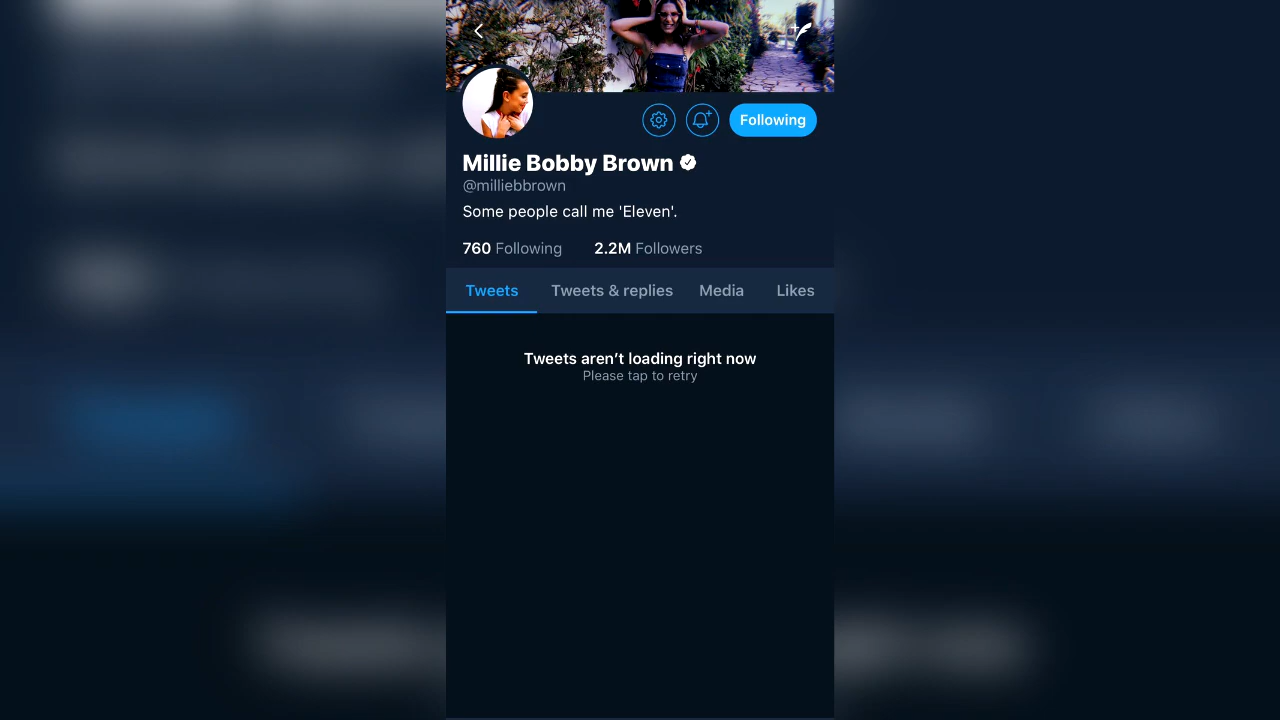 Following
Millie Bobby Brown
@milliebbrown
Some people call me 'Eleven'.
760 Following 2.2M Followers
Tweets Tweets & replies Media Likes
Tweets aren’t loading right now
Please tap to retry